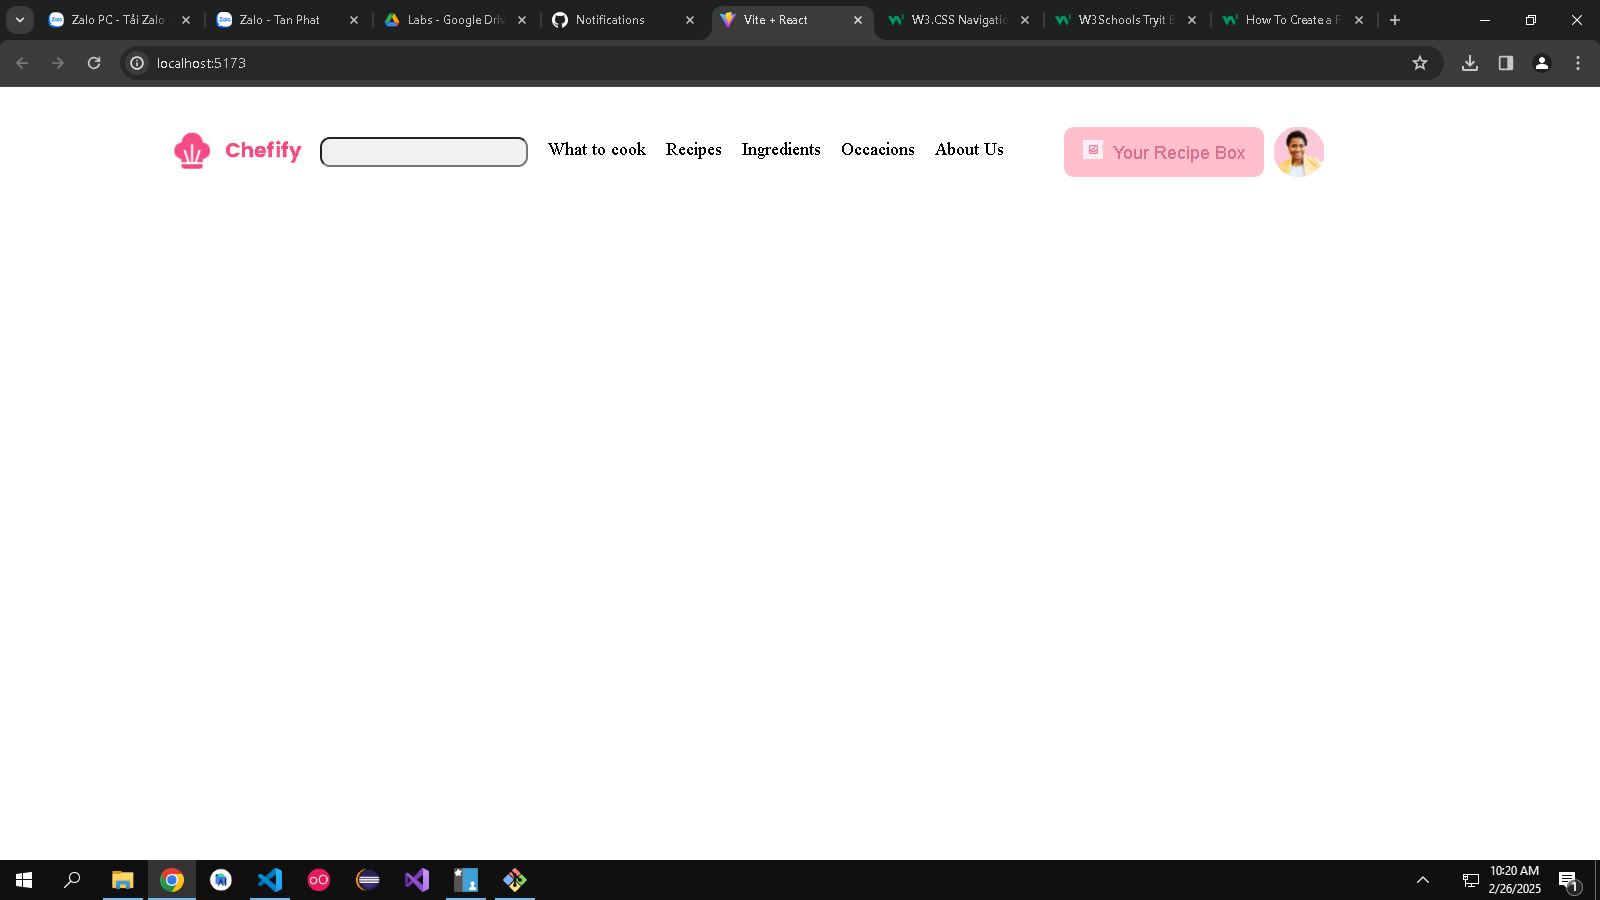 Zalo PC - Tải Zalo
Zalo - Tan Phat
Labs - Google Driv
Notifications
Vite + React
W3.CSS Navigatio
W3Schools Tryit E
How To Create a F
localhost:5173
Chefify
What to cook
Recipes
Ingredients
Occacions
About Us
Your Recipe Box
10:20 AM
2/26/2025
1